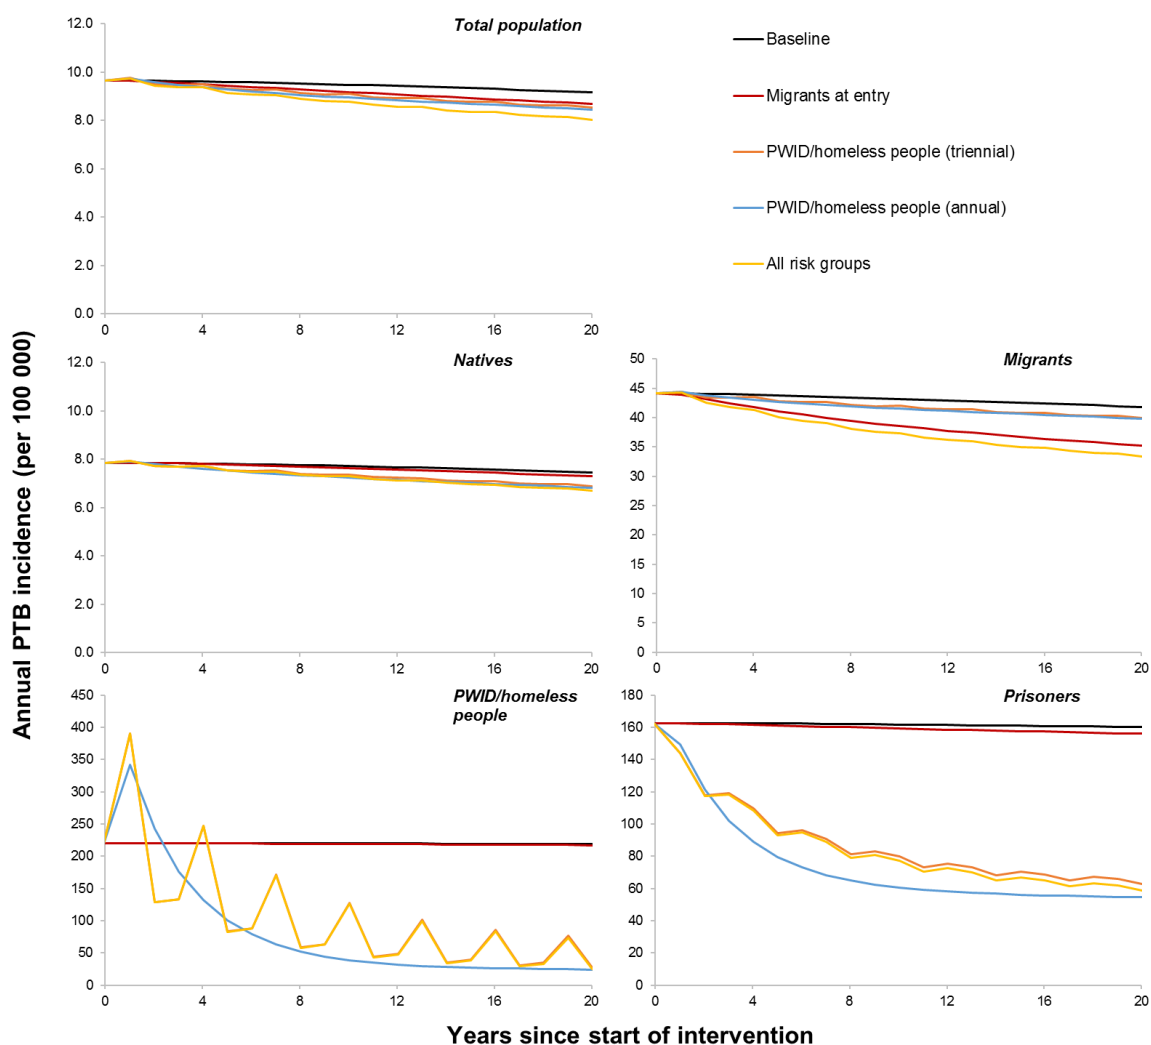 Total population
Baseline
Migrants at entry
PWID/homeless people (triennial)
PWID/homeless people (annual)
All risk groups
12.0
10.0
8.0
6.0
4.0
2.0
0.0
0 4 8 12 16 20
Annual PTB incidence (per 100 000)
Natives
12.0
10.0
8.0
6.0
4.0
2.0
0.0
0 4 8 12 16 20
Migrants
50
45
40
35
30
25
20
15
10
5
0
0 4 8 12 16 20
PWID/homeless
people
450
400
350
300
250
200
150
100
50
0
0 4 8 12 16 20
Prisoners
180
160
140
120
100
80
60
40
20
0
0 4 8 12 16 20
Years since start of intervention